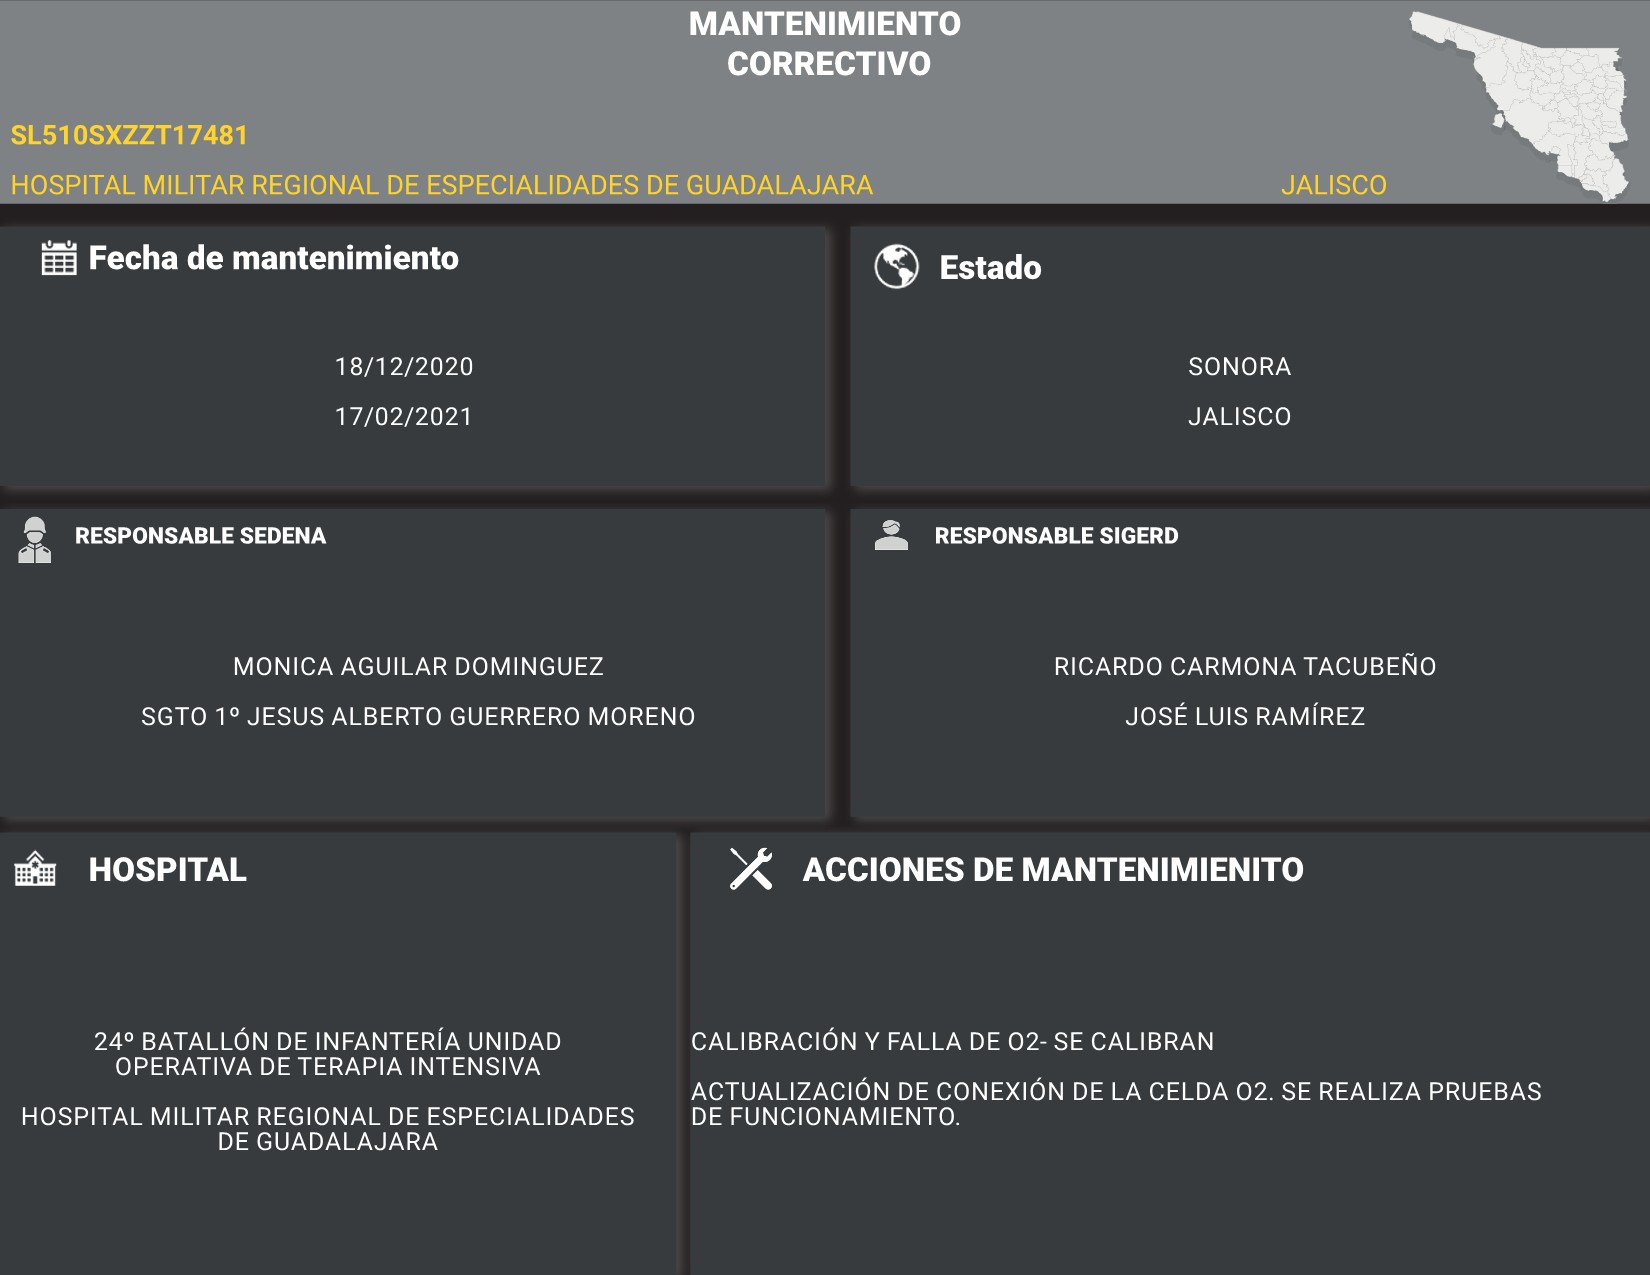 MANTENIMIENTO
CORRECTIVO
SL510SXZZT17481
HOSPITAL MILITAR REGIONAL DE ESPECIALIDADES DE GUADALAJARA
JALISCO
Fecha de mantenimiento
18/12/2020
17/02/2021
Estado
SONORA
JALISCO
RESPONSABLE SEDENA
MONICA AGUILAR DOMINGUEZ
SGTO 1º JESUS ALBERTO GUERRERO MORENO
RESPONSABLE SIGERD
RICARDO CARMONA TACUBEÑO
JOSÉ LUIS RAMÍREZ
HOSPITAL
24º BATALLÓN DE INFANTERÍA UNIDAD
OPERATIVA DE TERAPIA INTENSIVA
HOSPITAL MILITAR REGIONAL DE ESPECIALIDADES
DE GUADALAJARA
ACCIONES DE MANTENIMIENITO
CALIBRACIÓN Y FALLA DE O2- SE CALIBRAN
ACTUALIZACIÓN DE CONEXIÓN DE LA CELDA O2. SE REALIZA PRUEBAS
DE FUNCIONAMIENTO.